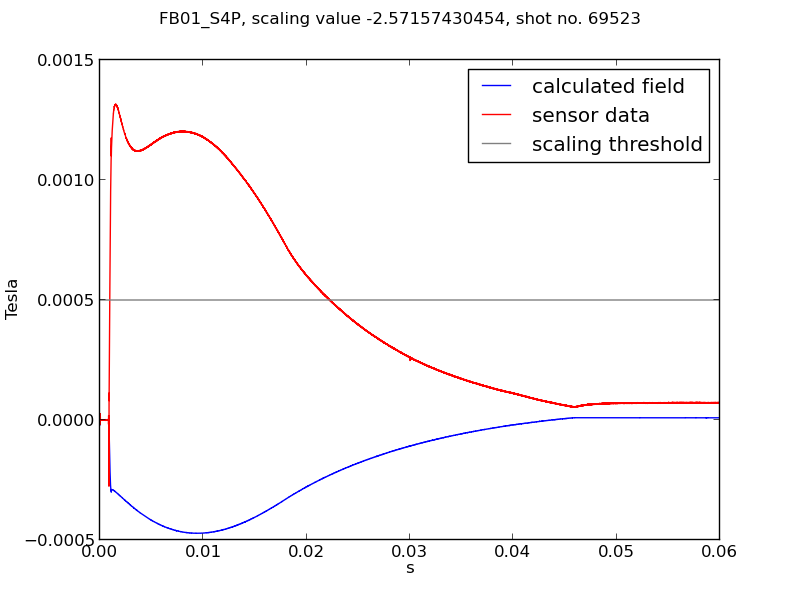 FB01_S4P, scaling value -2.57157430454, shot no. 69523
0.0015
0.0010
0.0005
0.0000
−0.0005
Tesla
calculated field
sensor data
scaling threshold
0.00
0.01
0.02
0.03
0.04
0.05
0.06
s